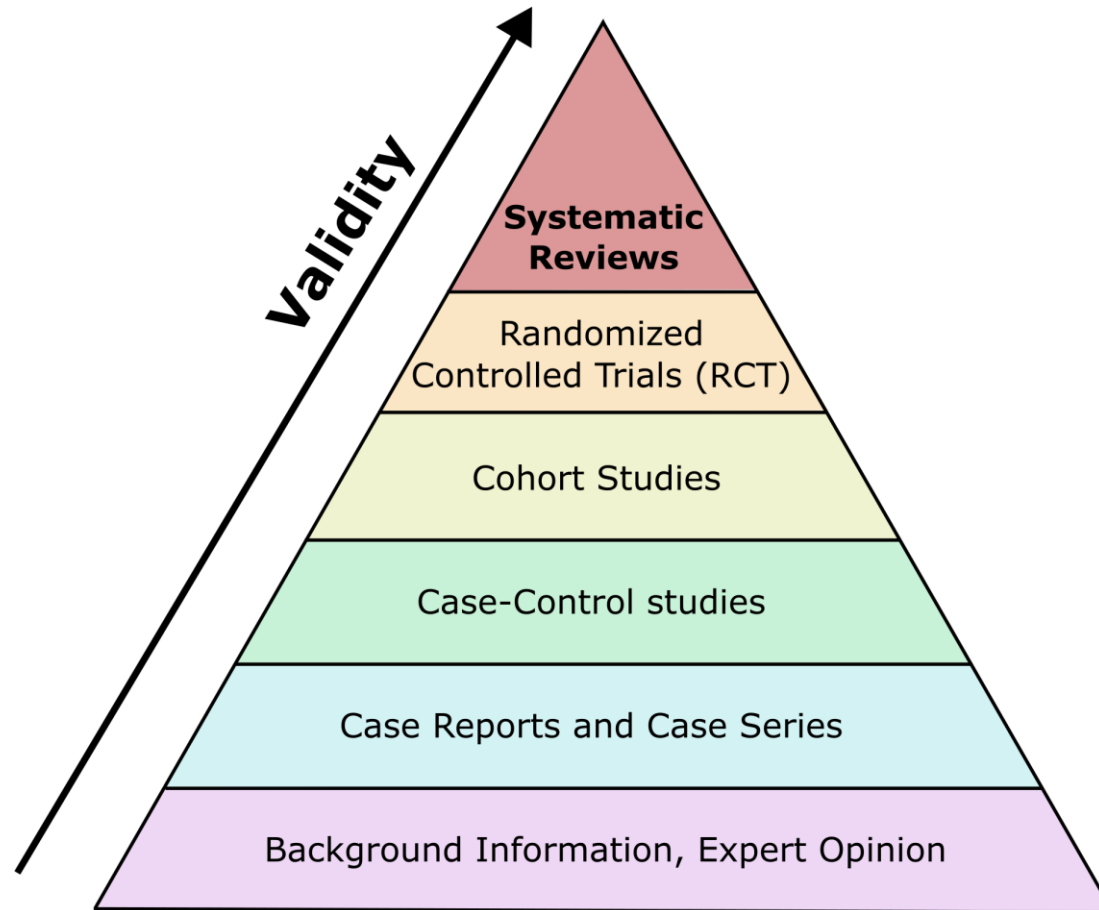 Validity
Systematic
Reviews
Randomized
Controlled Trials (RCT)
Cohort Studies
Case-Control studies
Case Reports and Case Series
Background Information, Expert Opinion